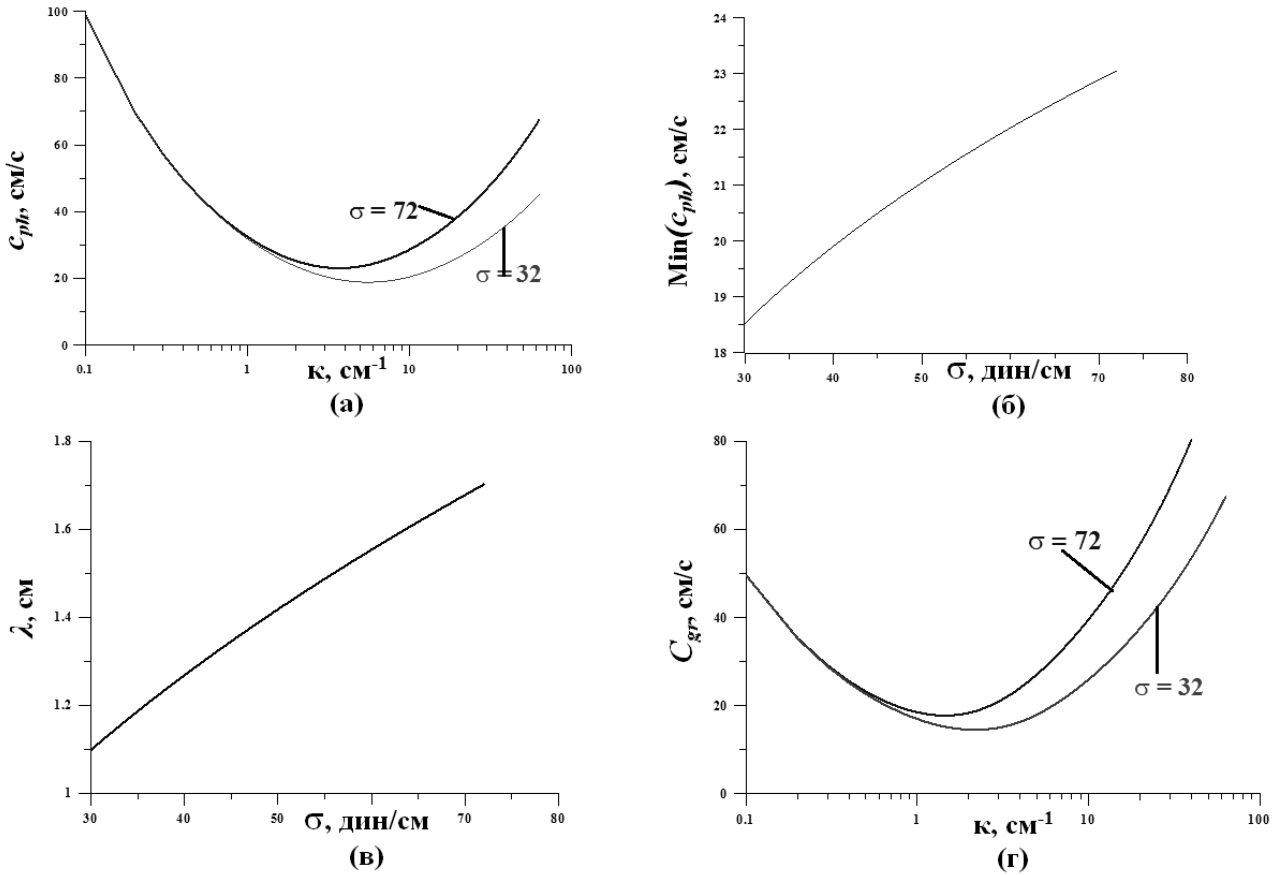 100
80
60
40
20
0
c_ph, см/с
σ = 72
σ = 32
0.1
1
10
100
к, см⁻¹
(а)
24
23
22
21
20
19
18
Min(c_ph), см/с
30
40
50
70
80
σ, дин/см
(б)
1.8
1.6
1.4
1.2
1
λ, см
30
40
50
70
80
σ, дин/см
(в)
80
60
40
20
0
C_gr, см/с
σ = 72
σ = 32
0.1
1
10
100
к, см⁻¹
(г)